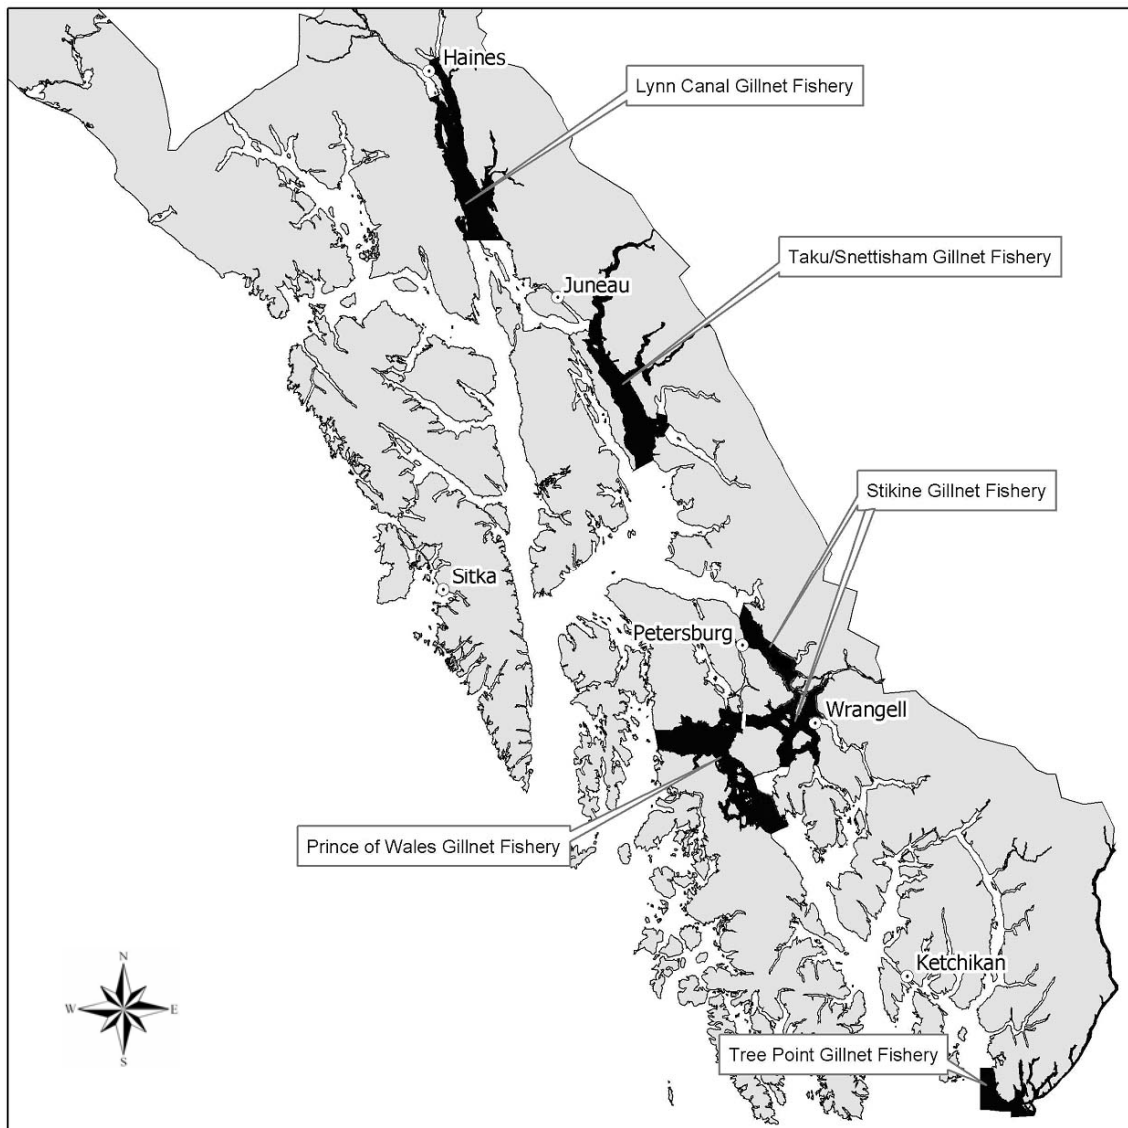 Haines
Lynn Canal Gillnet Fishery
Taku/Snettisham Gillnet Fishery
Juneau
Stikine Gillnet Fishery
Sitka
Petersburg
Wrangell
Prince of Wales Gillnet Fishery
Ketchikan
N
W
E
S
Tree Point Gillnet Fishery